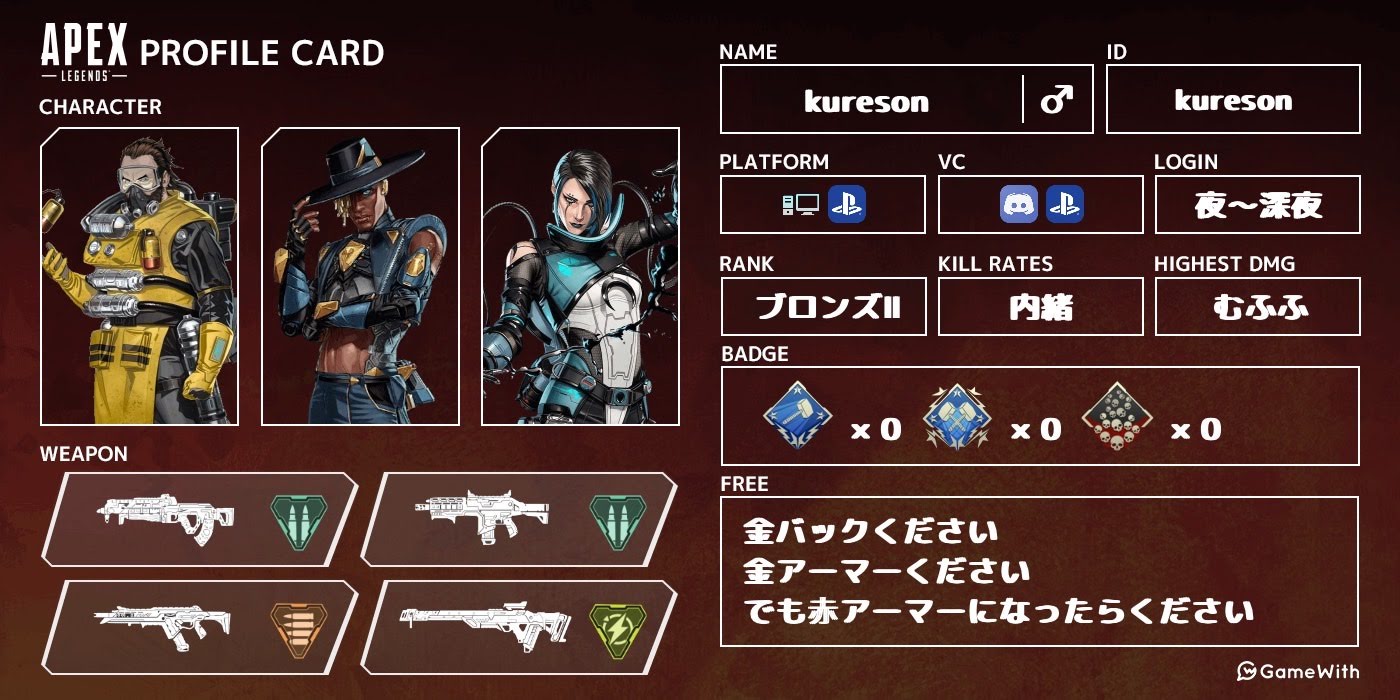 APEX PROFILE CARD
LEGENDS
CHARACTER
WEAPON
NAME
kureson
ID
kureson
PLATFORM
VC
LOGIN
夜～深夜
RANK
ブロンズII
KILL RATES
内緒
HIGHEST DMG
むふふ
BADGE
x 0
x 0
x 0
FREE
金バックください
金アーマーください
でも赤アーマーになったらください
GameWith